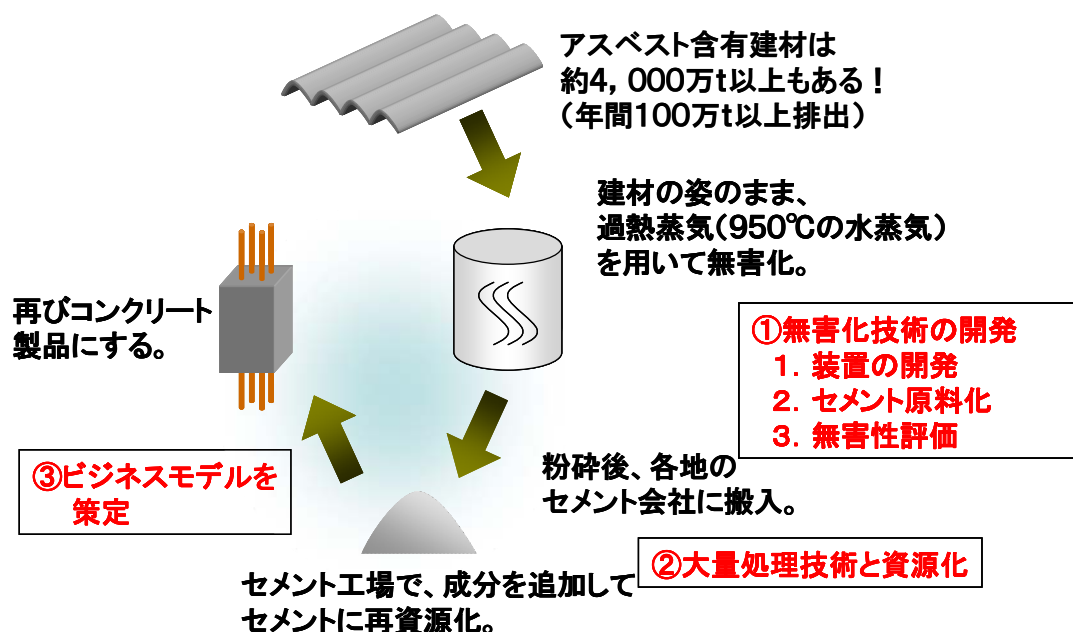 アスベスト含有建材は
約4，000万t以上もある！
（年間100万t以上排出）
建材の姿のまま、
過熱蒸気（950℃の水蒸気）
を用いて無害化。
①無害化技術の開発
1．装置の開発
2．セメント原料化
3．無害性評価
粉砕後、各地の
セメント会社に搬入。
②大量処理技術と資源化
セメント工場で、成分を追加して
セメントに再資源化。
③ビジネスモデルを
策定
再びコンクリート
製品にする。